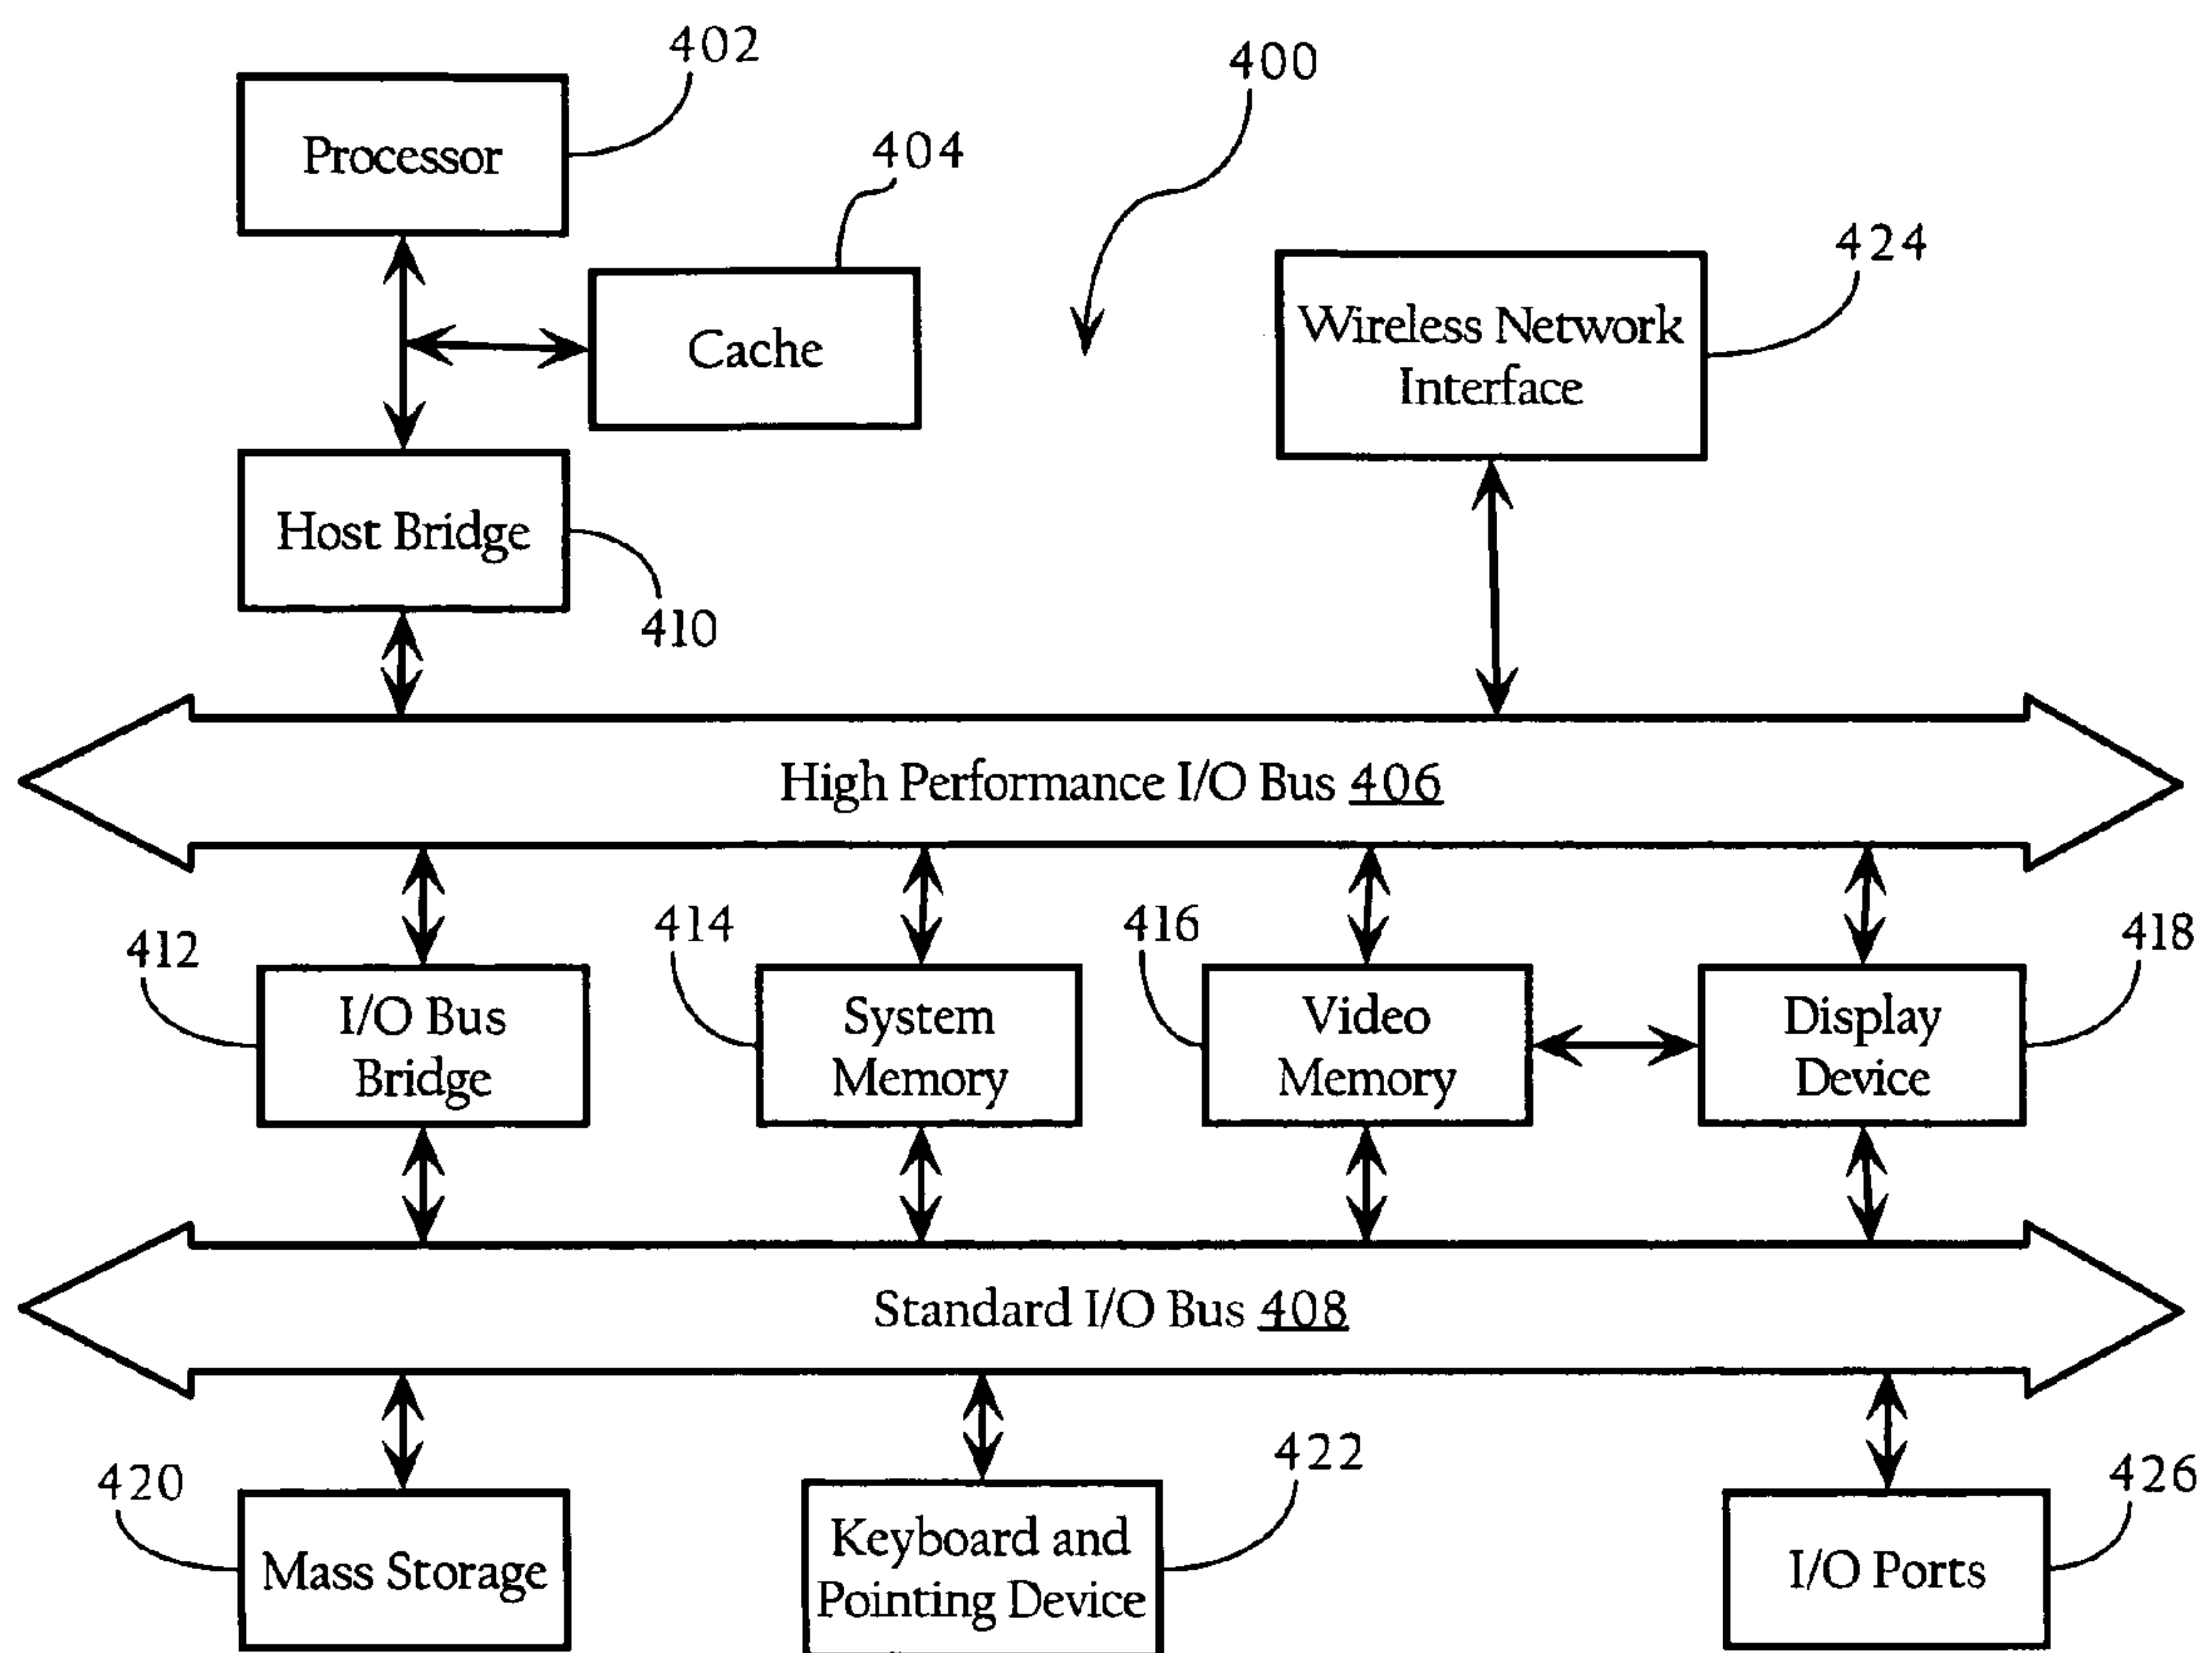 402
400
Processor
404
424
Wireless Network
Interface
Cache
Host Bridge
410
High Performance I/O Bus 406
412
414
416
418
I/O Bus
Bridge
System
Memory
Video
Memory
Display
Device
Standard I/O Bus 408
420
422
426
Mass Storage
Keyboard and
Pointing Device
I/O Ports